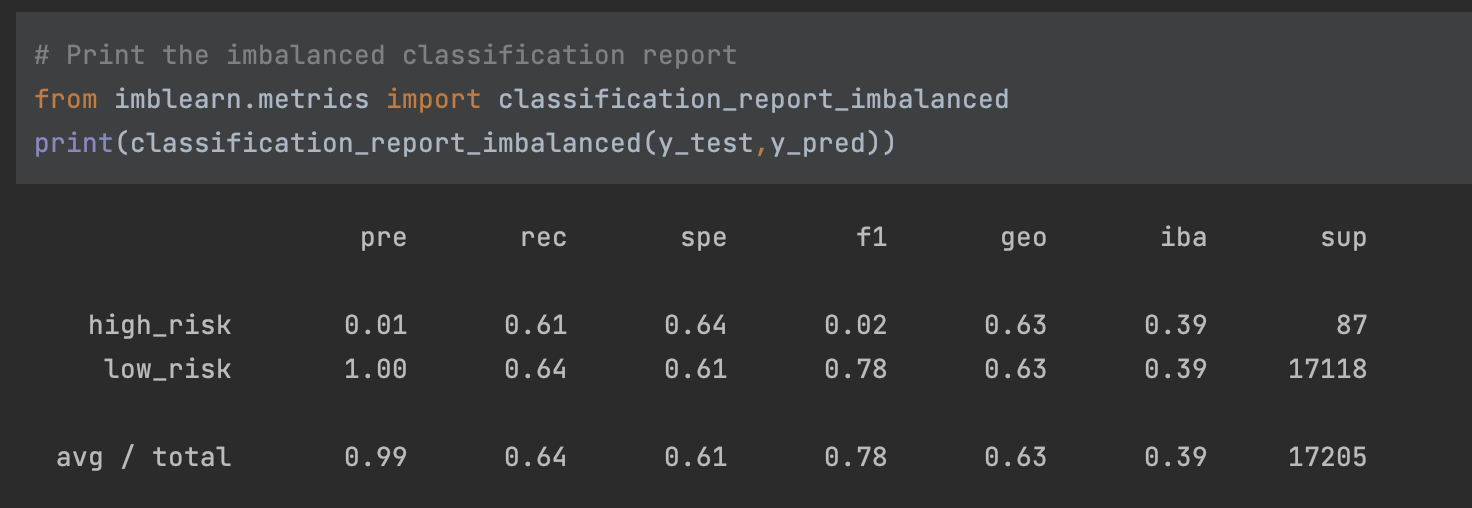 # Print the imbalanced classification report
from imblearn.metrics import classification_report_imbalanced
print(classification_report_imbalanced(y_test,y_pred))
pre rec spe f1 geo iba sup
high_risk 0.01 0.61 0.64 0.02 0.63 0.39 87
low_risk 1.00 0.64 0.61 0.78 0.63 0.39 17118
avg / total 0.99 0.64 0.61 0.78 0.63 0.39 17205